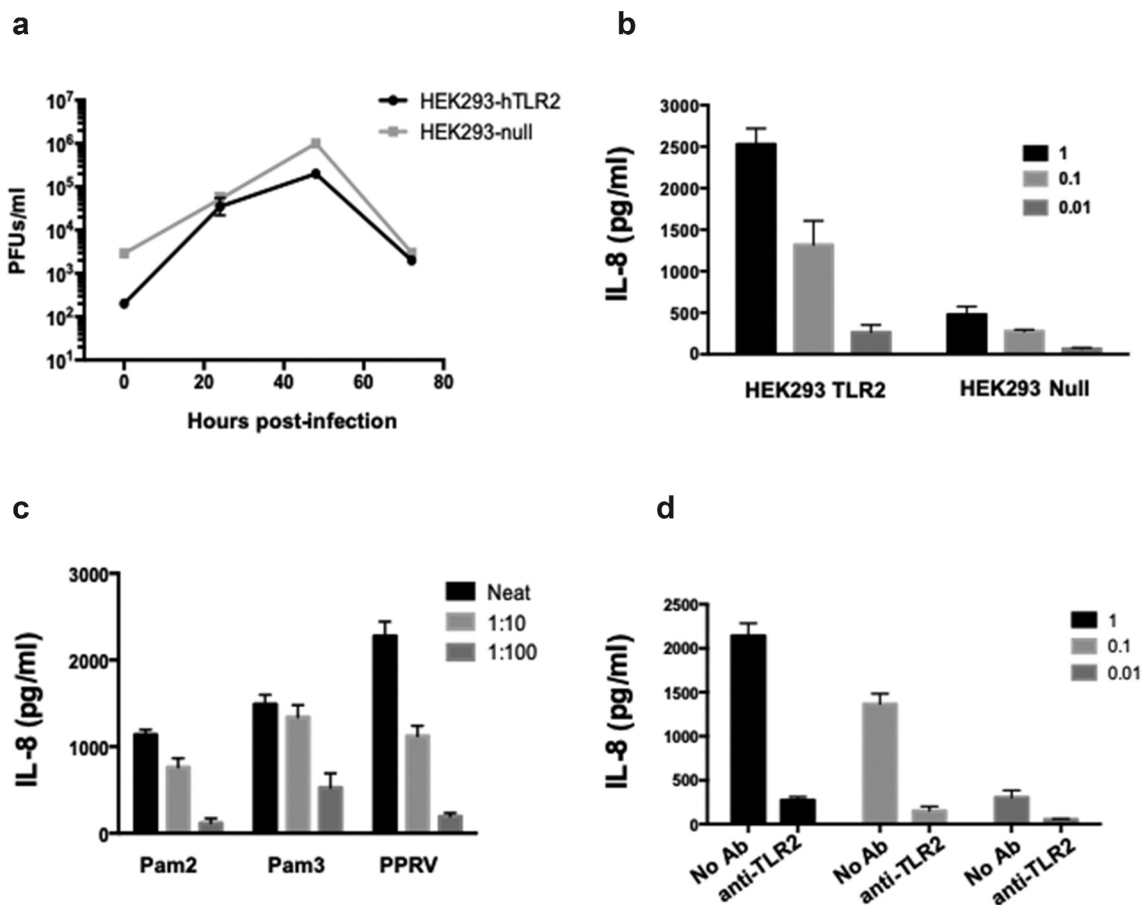 a
HEK293-hTLR2
HEK293-null
10⁷
10⁶
10⁵
10⁴
10³
10²
10¹
PFUs/ml
0 20 40 60 80
Hours post-infection
b
3000
2500
2000
1500
1000
500
0
IL-8 (pg/ml)
1
0.1
0.01
HEK293 TLR2 HEK293 Null
c
3000
2000
1000
0
IL-8 (pg/ml)
Neat
1:10
1:100
Pam2 Pam3 PPRV
d
2500
2000
1500
1000
500
0
IL-8 (pg/ml)
1
0.1
0.01
No Ab
anti-TLR2
No Ab
anti-TLR2
No Ab
anti-TLR2